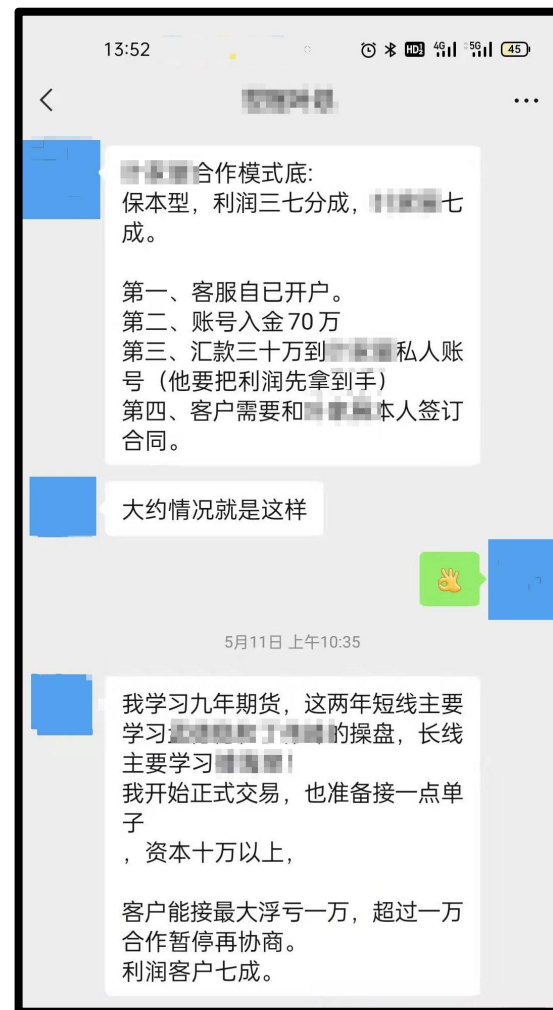 13:52
HD 4G 5G 45
合作模式底:
保本型，利润三七分成，七
成。
第一、客服自已开户。
第二、账号入金70万
第三、汇款三十万到私人账
号（他要把利润先拿到手）
第四、客户需要和本人签订
合同。
大约情况就是这样
5月11日 上午10:35
我学习九年期货，这两年短线主要
学习的操盘，长线
主要学习！
我开始正式交易，也准备接一点单
子
，资本十万以上，
客户能接最大浮亏一万，超过一万
合作暂停再协商。
利润客户七成。